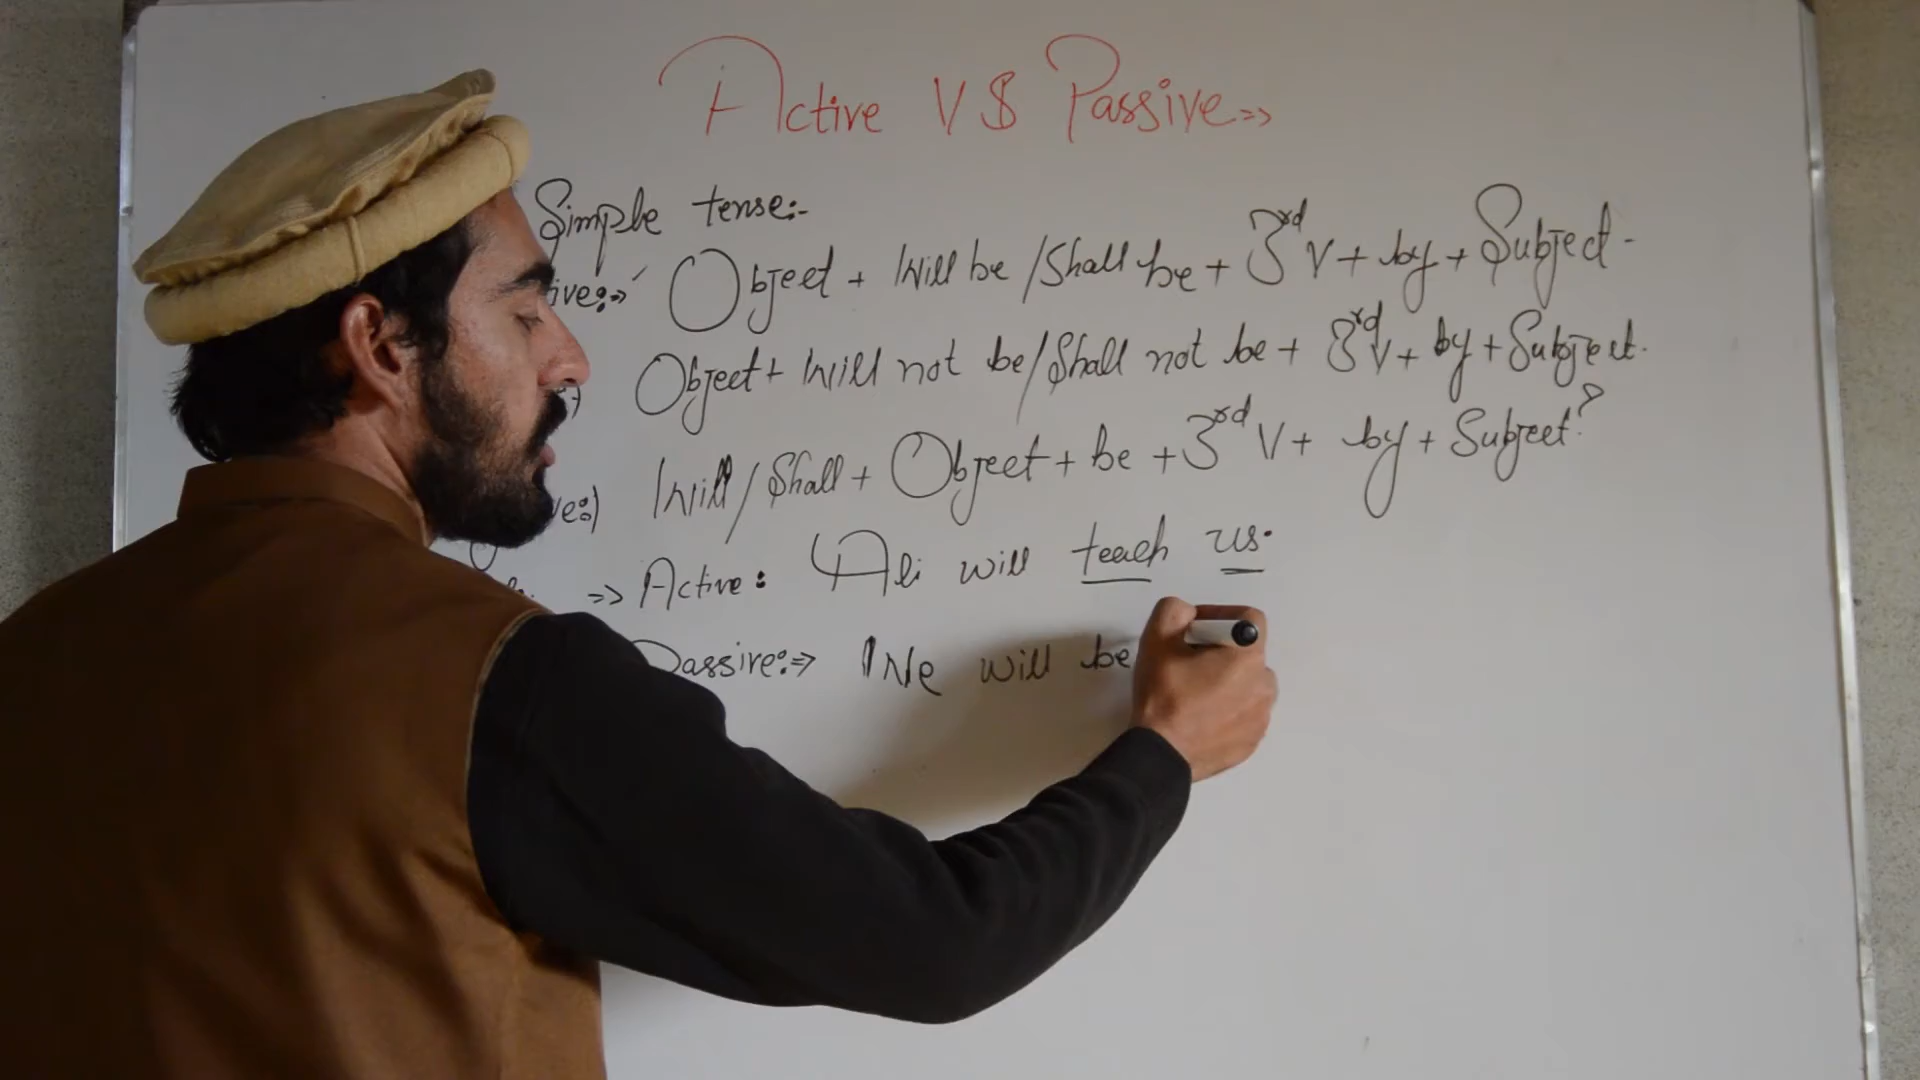 Active VS Passive=>
Simple tense:-
ive:=> Object + Will be / Shall be + 3rd V + by + Subject.
Object + Will not be / Shall not be + 3rd V + by + Subject.
ve:) Will / Shall + Object + be + 3rd V + by + Subject?
=> Active: Ali will teach us.
Passive:=> We will be